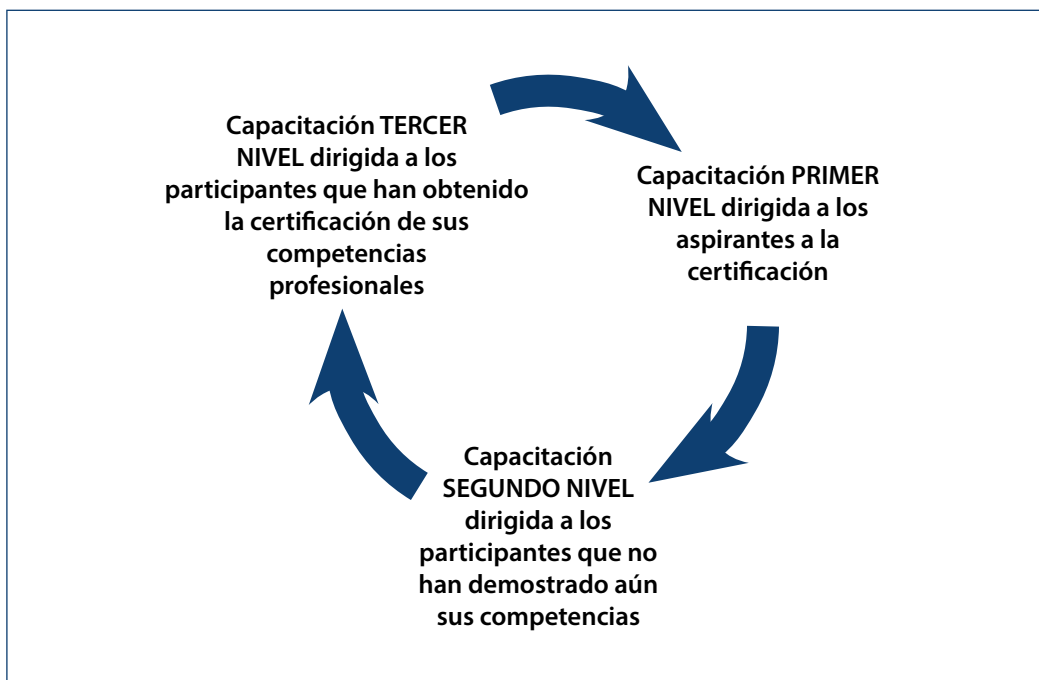 Capacitación TERCER
NIVEL dirigida a los
participantes que han obtenido
la certificación de sus
competencias
profesionales
Capacitación PRIMER
NIVEL dirigida a los
aspirantes a la
certificación
Capacitación
SEGUNDO NIVEL
dirigida a los
participantes que no
han demostrado aún
sus competencias